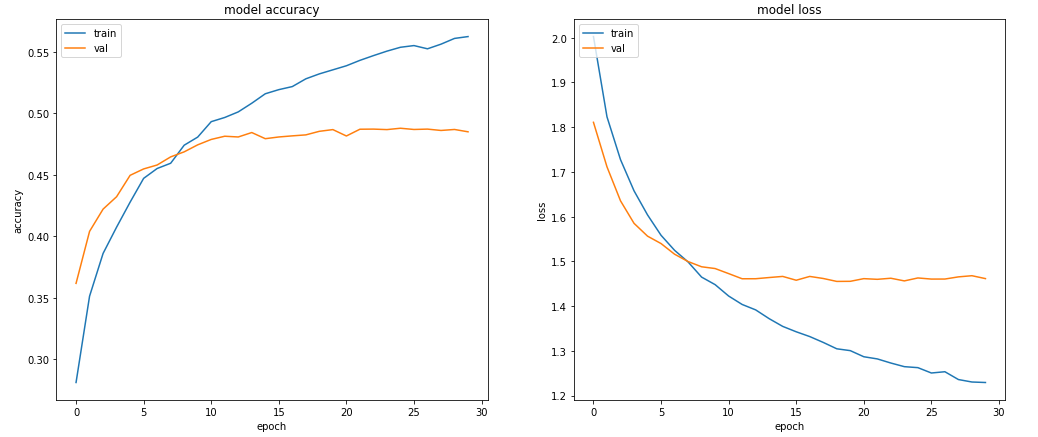 model accuracy
train
val
0.55
0.50
0.45
0.40
0.35
0.30
accuracy
0 5 10 15 20 25 30
epoch
model loss
train
val
2.0
1.9
1.8
1.7
1.6
1.5
1.4
1.3
1.2
loss
0 5 10 15 20 25 30
epoch